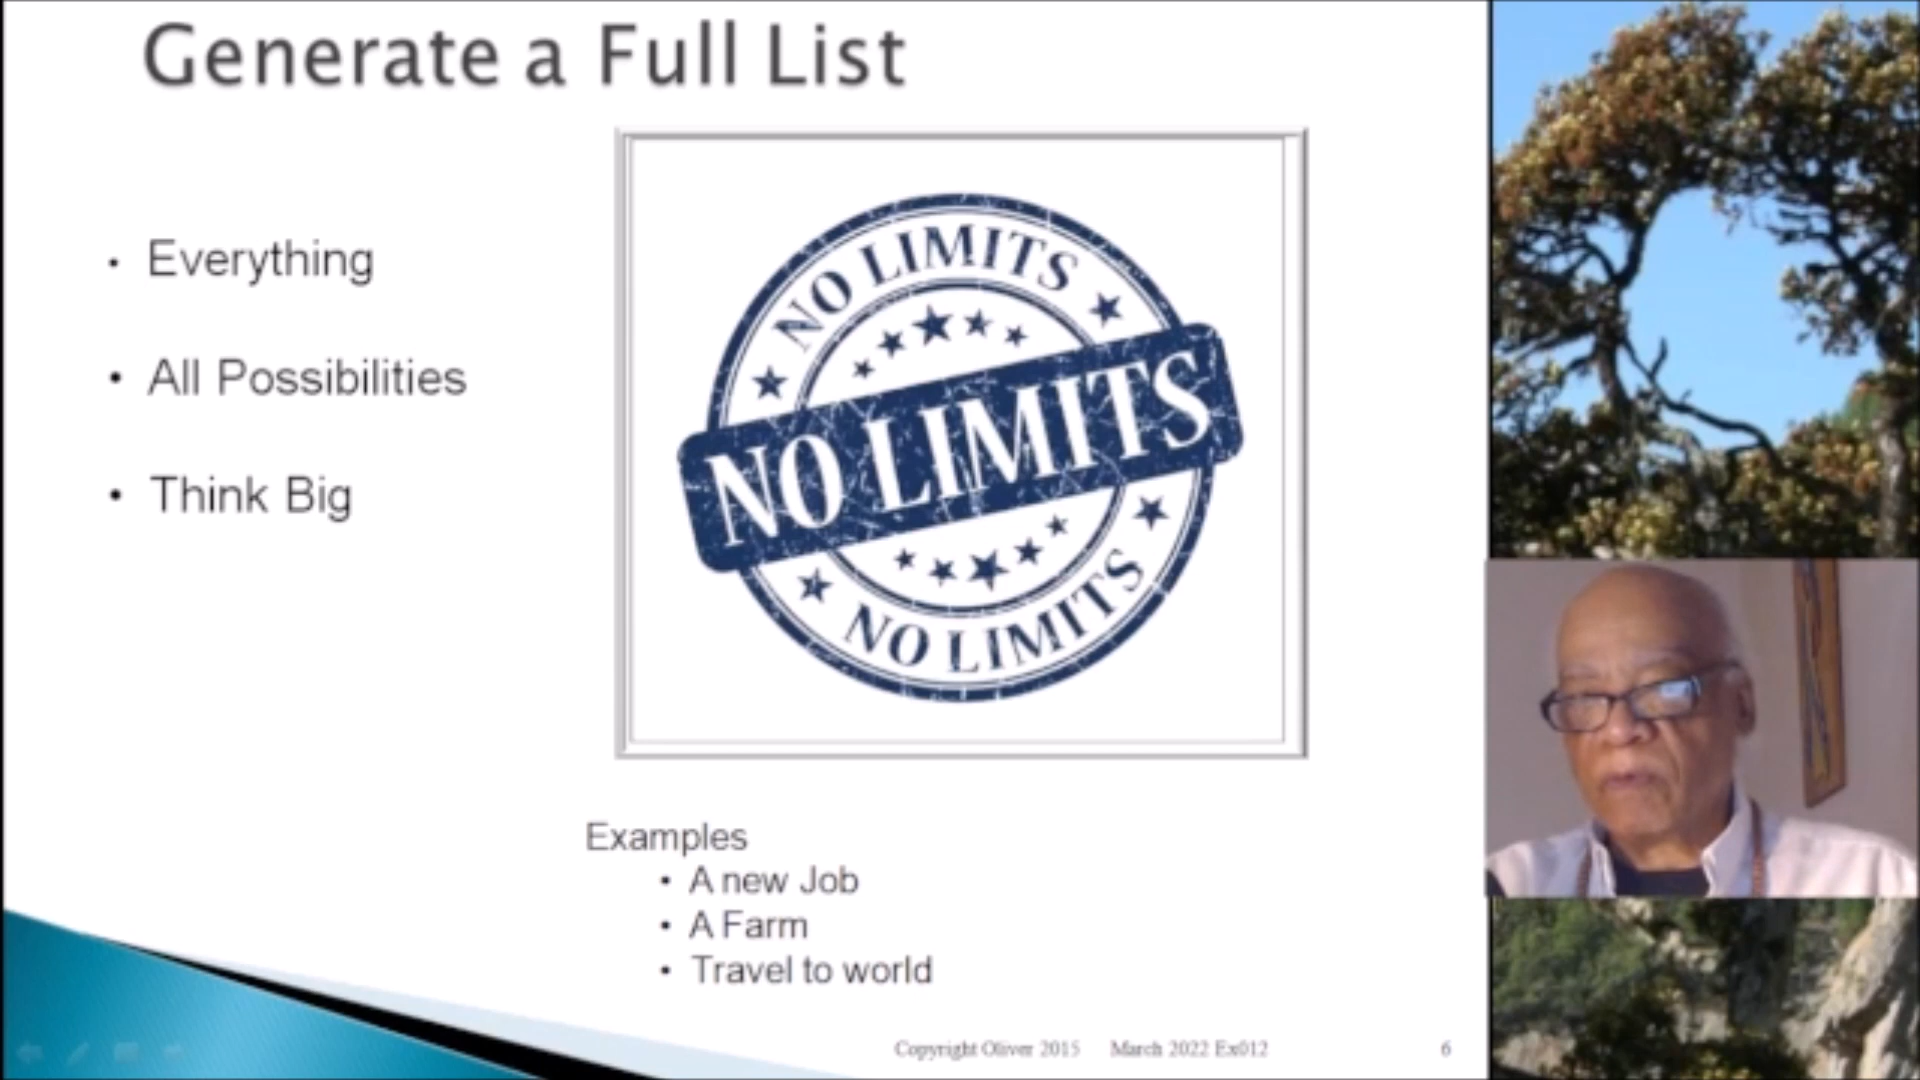 Generate a Full List
• Everything
• All Possibilities
• Think Big
NO LIMITS
NO LIMITS
NO LIMITS
Examples
• A new Job
• A Farm
• Travel to world
Copyright Oliver 2015 March 2022 Ex012 6